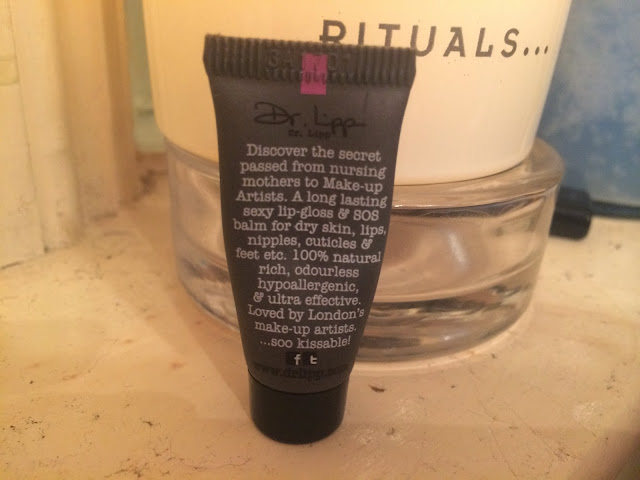 RITUALS...
Dr. Lipp
Dr. Lipp
Discover the secret
passed from nursing
mothers to Make-up
Artists. A long lasting
sexy lip-gloss & SOS
balm for dry skin, lips,
nipples, cuticles &
feet etc. 100% natural
rich, odourless
hypoallergenic,
& ultra effective.
Loved by London's
make-up artists.
...soo kissable!
f t
www.drlipp.com